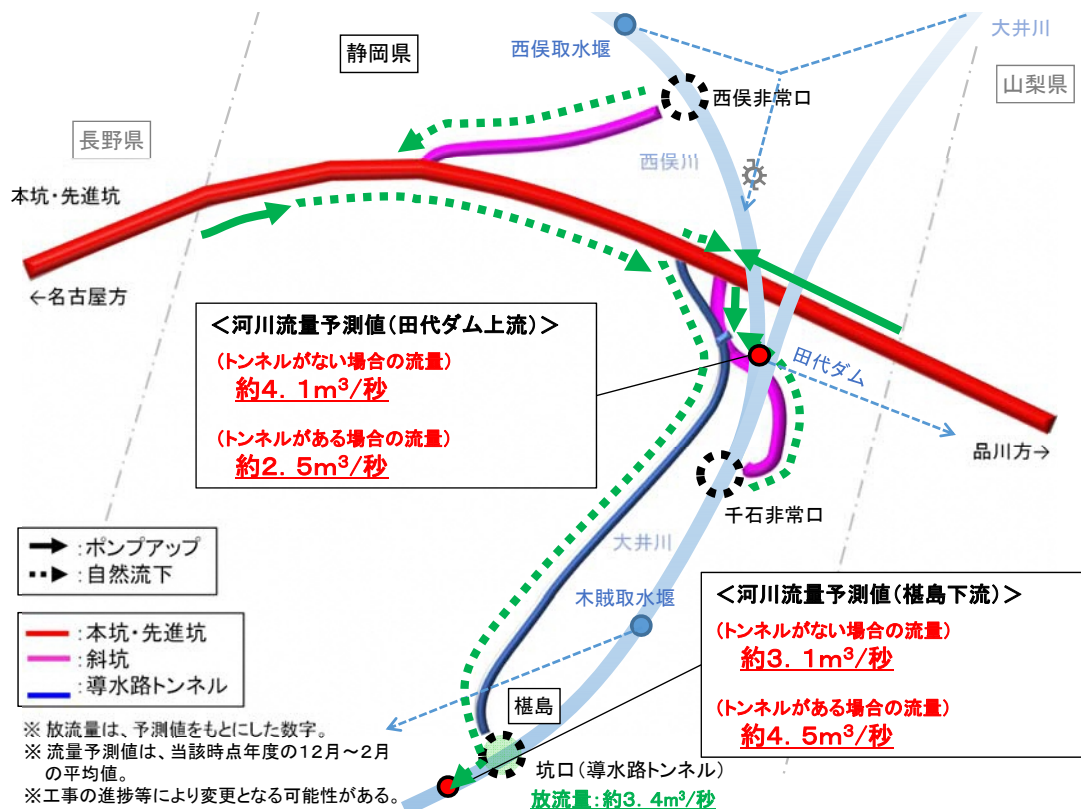 大井川
西俣取水堰
静岡県
山梨県
西俣非常口
長野県
西俣川
本坑・先進坑
←名古屋方
＜河川流量予測値(田代ダム上流)＞
(トンネルがない場合の流量)
約4．1m³/秒
(トンネルがある場合の流量)
約2．5m³/秒
田代ダム
品川方→
千石非常口
大井川
：ポンプアップ
：自然流下
木賊取水堰
＜河川流量予測値(椹島下流)＞
(トンネルがない場合の流量)
約3．1m³/秒
(トンネルがある場合の流量)
約4．5m³/秒
：本坑・先進坑
：斜坑
：導水路トンネル
椹島
※ 放流量は、予測値をもとにした数字。
※ 流量予測値は、当該時点年度の12月～2月
の平均値。
※工事の進捗等により変更となる可能性がある。
坑口(導水路トンネル)
放流量：約3．4m³/秒